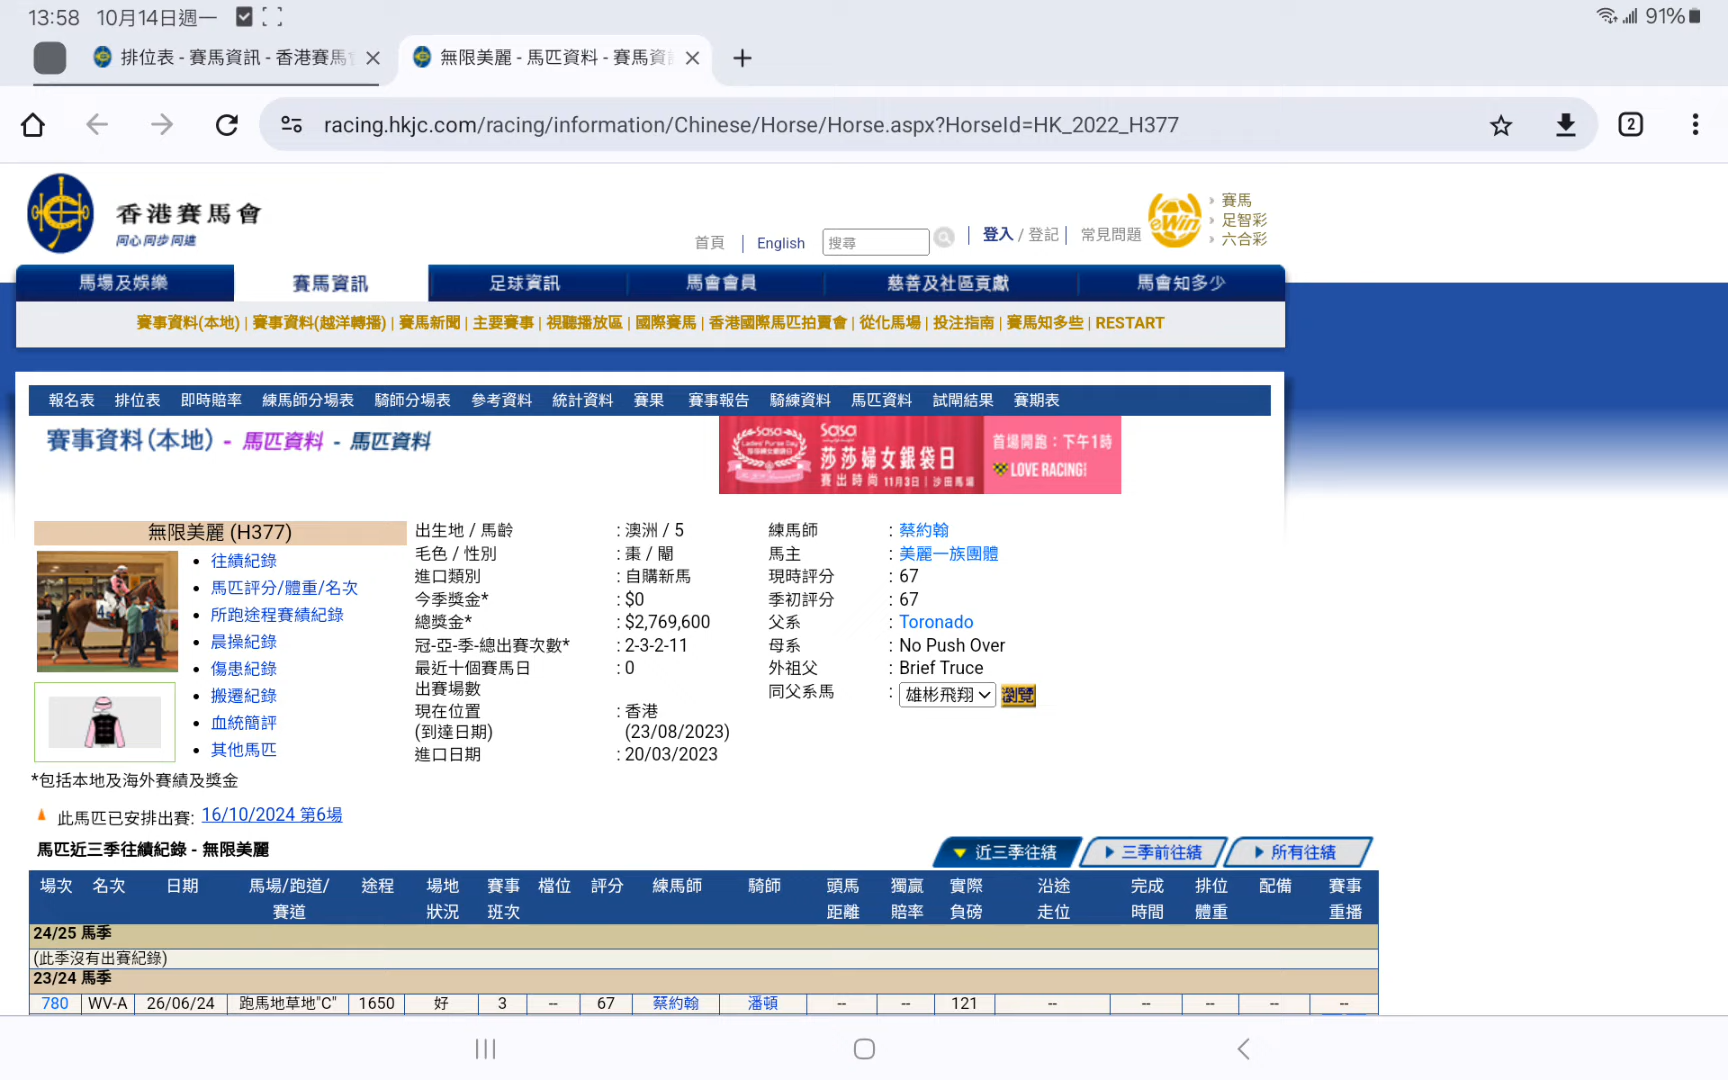 13:58 10月14日週一 91%
排位表 - 賽馬資訊 - 香港賽馬
無限美麗 - 馬匹資料 - 賽馬資
racing.hkjc.com/racing/information/Chinese/Horse/Horse.aspx?HorseId=HK_2022_H377
2
香港賽馬會
同心同步同進
首頁 | English 搜尋 | 登入 / 登記 | 常見問題
eWin
賽馬
足智彩
六合彩
馬場及娛樂 賽馬資訊 足球資訊 馬會會員 慈善及社區貢獻 馬會知多少
賽事資料(本地) | 賽事資料(越洋轉播) | 賽馬新聞 | 主要賽事 | 視聽播放區 | 國際賽馬 | 香港國際馬匹拍賣會 | 從化馬場 | 投注指南 | 賽馬知多些 | RESTART
報名表 排位表 即時賠率 練馬師分場表 騎師分場表 參考資料 統計資料 賽果 賽事報告 騎練資料 馬匹資料 試閘結果 賽期表
賽事資料(本地) - 馬匹資料 - 馬匹資料
Sasa Ladies' Purse Day
莎莎婦女銀袋日
Sasa
莎莎婦女銀袋日
賽出時尚 11月3日 | 沙田馬場
首場開跑：下午1時
LOVE RACING
無限美麗 (H377)
往績紀錄
馬匹評分/體重/名次
所跑途程賽績紀錄
晨操紀錄
傷患紀錄
搬遷紀錄
血統簡評
其他馬匹
出生地 / 馬齡 : 澳洲 / 5
毛色 / 性別 : 棗 / 閹
進口類別 : 自購新馬
今季獎金* : $0
總獎金* : $2,769,600
冠-亞-季-總出賽次數* : 2-3-2-11
最近十個賽馬日
出賽場數 : 0
現在位置
(到達日期) : 香港
(23/08/2023)
進口日期 : 20/03/2023
練馬師 : 蔡約翰
馬主 : 美麗一族團體
現時評分 : 67
季初評分 : 67
父系 : Toronado
母系 : No Push Over
外祖父 : Brief Truce
同父系馬 : 雄彬飛翔 瀏覽
*包括本地及海外賽績及獎金
此馬匹已安排出賽: 16/10/2024 第6場
馬匹近三季往績紀錄 - 無限美麗
近三季往績 三季前往績 所有往績
場次 名次 日期 馬場/跑道/賽道 途程 場地狀況 賽事班次 檔位 評分 練馬師 騎師 頭馬距離 獨贏賠率 實際負磅 沿途走位 完成時間 排位體重 配備 賽事重播
24/25 馬季
(此季沒有出賽紀錄)
23/24 馬季
780 WV-A 26/06/24 跑馬地草地"C" 1650 好 3 -- 67 蔡約翰 潘頓 -- -- 121 -- -- -- -- --